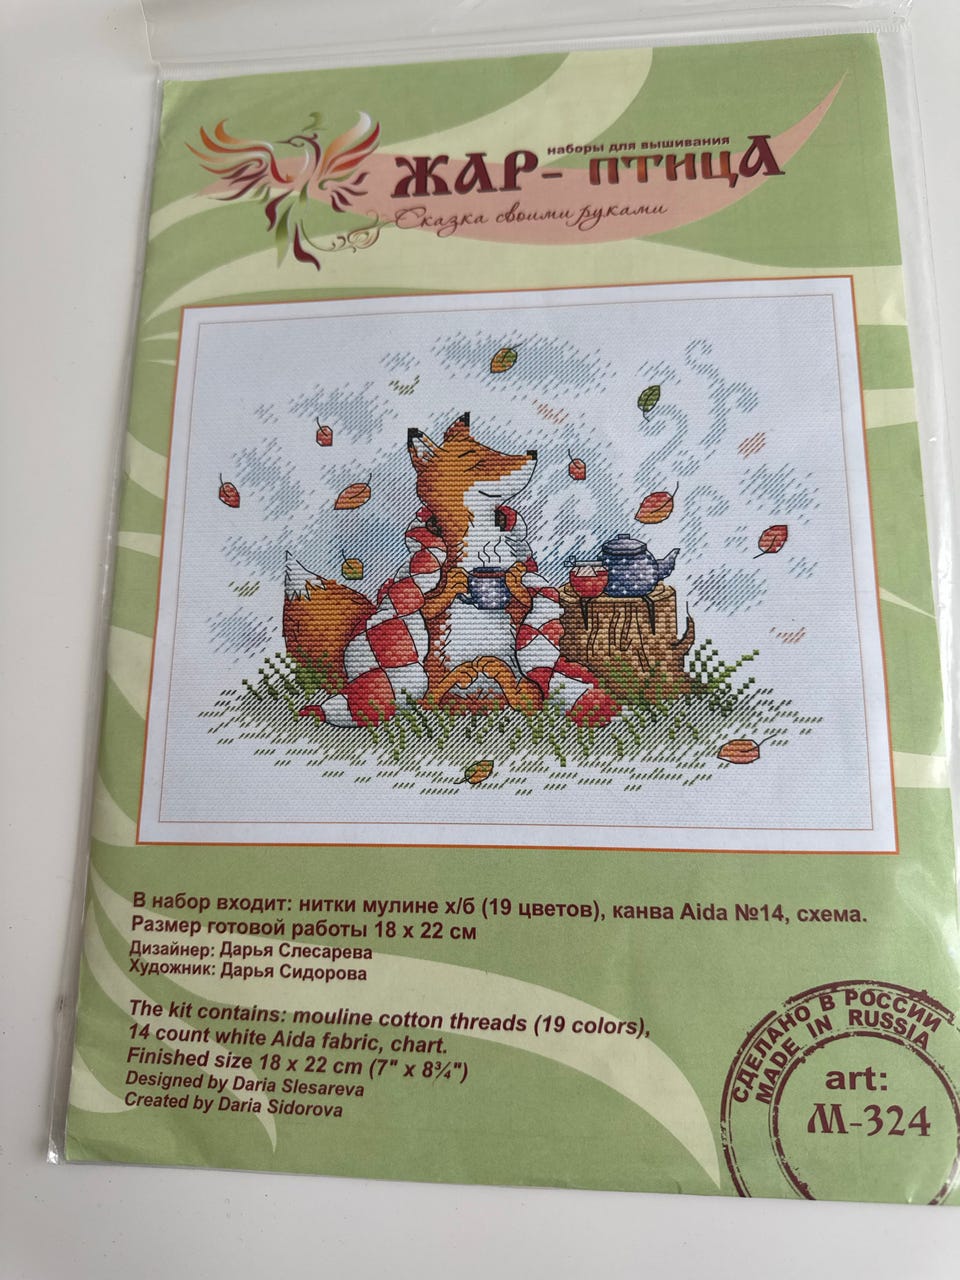 наборы для вышивания
ЖАР-ПТИЦА
Сказка своими руками
В набор входит: нитки мулине х/б (19 цветов), канва Aida №14, схема.
Размер готовой работы 18 х 22 см
Дизайнер: Дарья Слесарева
Художник: Дарья Сидорова
The kit contains: mouline cotton threads (19 colors),
14 count white Aida fabric, chart.
Finished size 18 x 22 cm (7" x 8¾")
Designed by Daria Slesareva
Created by Daria Sidorova
СДЕЛАНО В РОССИИ
MADE IN RUSSIA
art:
М-324